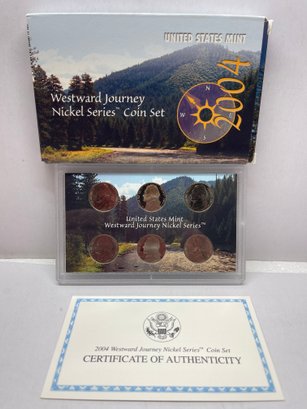 UNITED STATES MINT
Westward Journey
Nickel Series™ Coin Set
N
W
S
2004
United States Mint
Westward Journey Nickel Series™
2004 Westward Journey Nickel Series™ Coin Set
CERTIFICATE OF AUTHENTICITY